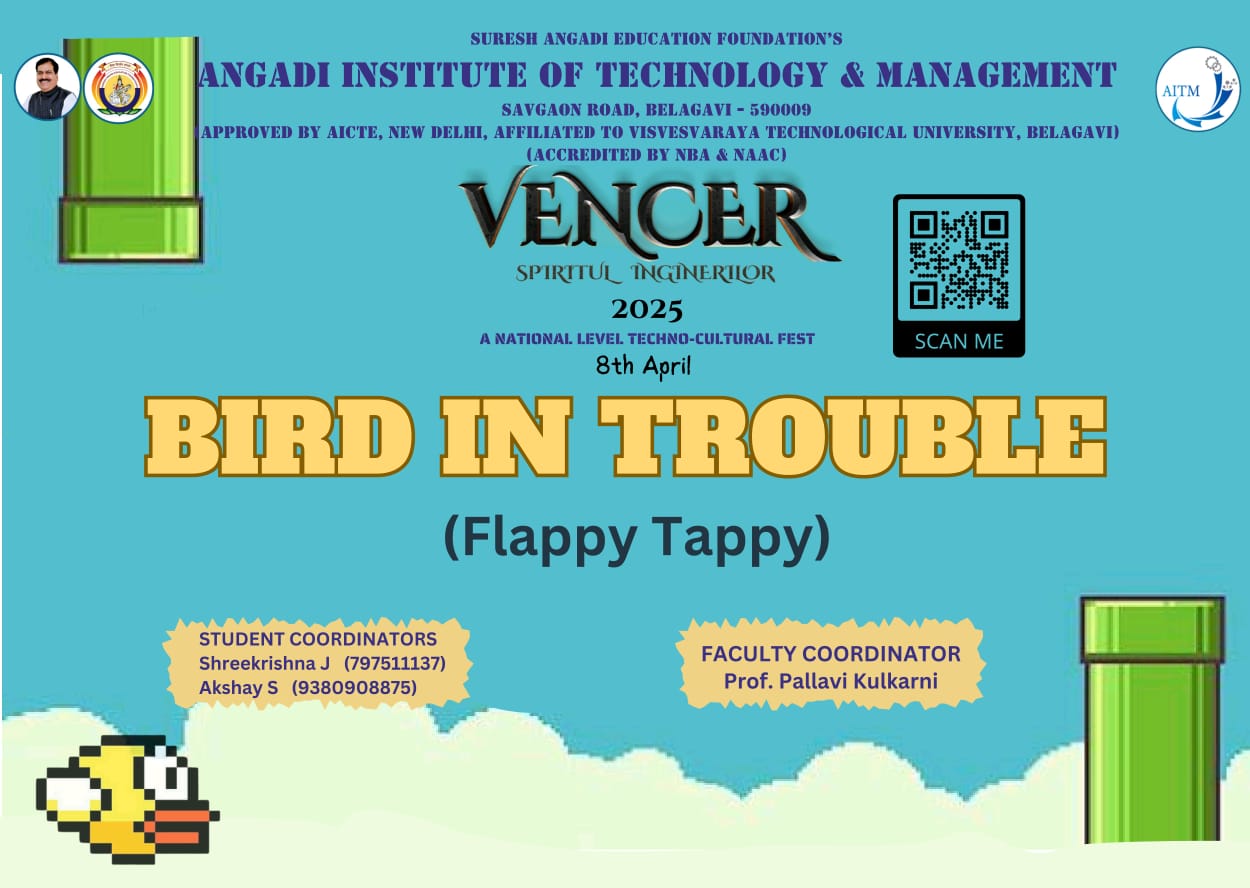 SURESH ANGADI EDUCATION FOUNDATION'S
ANGADI INSTITUTE OF TECHNOLOGY & MANAGEMENT
SAVGAON ROAD, BELAGAVI - 590009
(APPROVED BY AICTE, NEW DELHI, AFFILIATED TO VISVESVARAYA TECHNOLOGICAL UNIVERSITY, BELAGAVI)
(ACCREDITED BY NBA & NAAC)
AITM
VENCER
SPIRITUL INGINERILOR
2025
A NATIONAL LEVEL TECHNO-CULTURAL FEST
8th April
SCAN ME
BIRD IN TROUBLE
(Flappy Tappy)
STUDENT COORDINATORS
Shreekrishna J (797511137)
Akshay S (9380908875)
FACULTY COORDINATOR
Prof. Pallavi Kulkarni